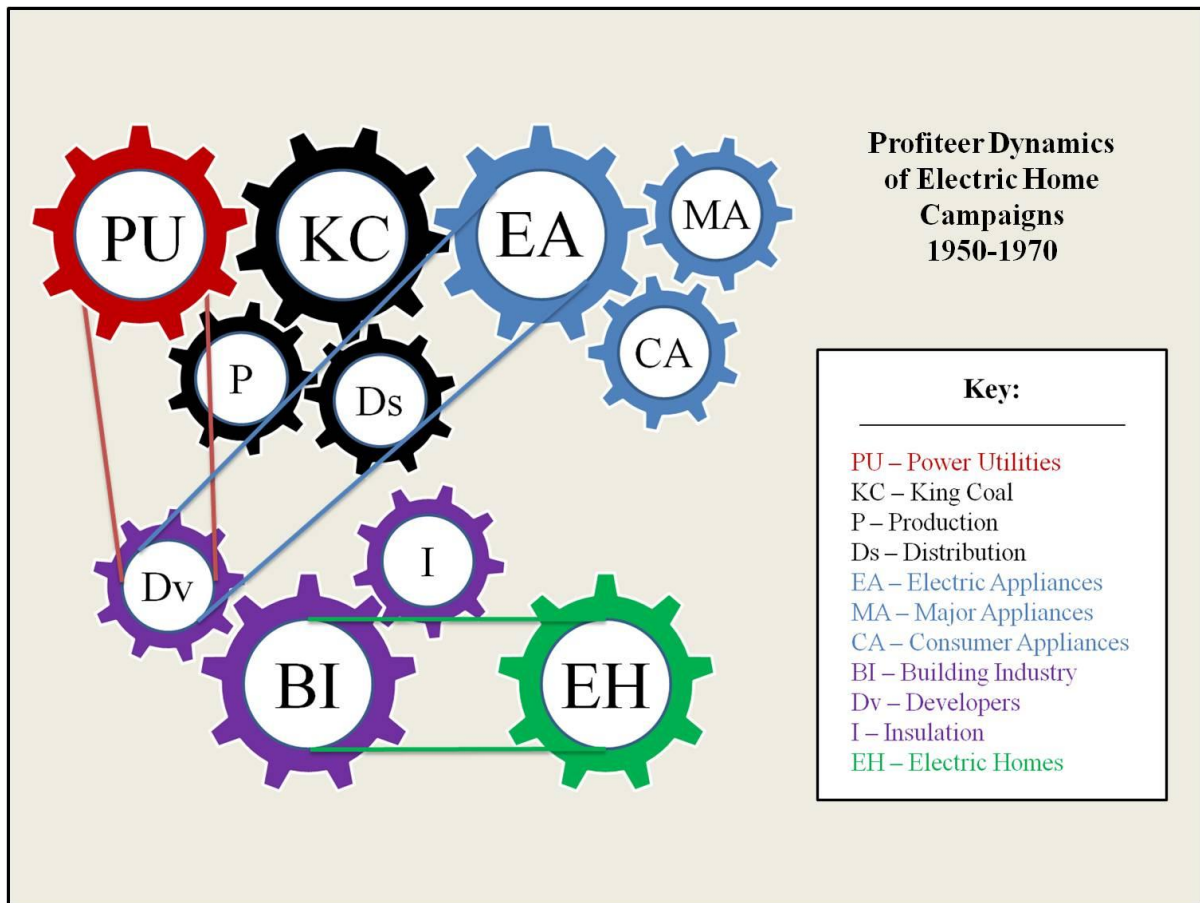 Profiteer Dynamics
of Electric Home
Campaigns
1950-1970
PU
KC
EA
MA
CA
P
Ds
Dv
I
BI
EH
Key:
PU – Power Utilities
KC – King Coal
P – Production
Ds – Distribution
EA – Electric Appliances
MA – Major Appliances
CA – Consumer Appliances
BI – Building Industry
Dv – Developers
I – Insulation
EH – Electric Homes